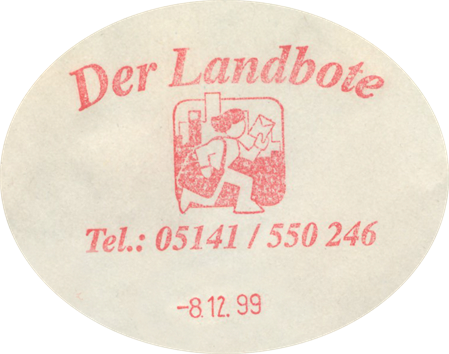 Der Landbote
Tel.: 05141 / 550 246
-8.12.99